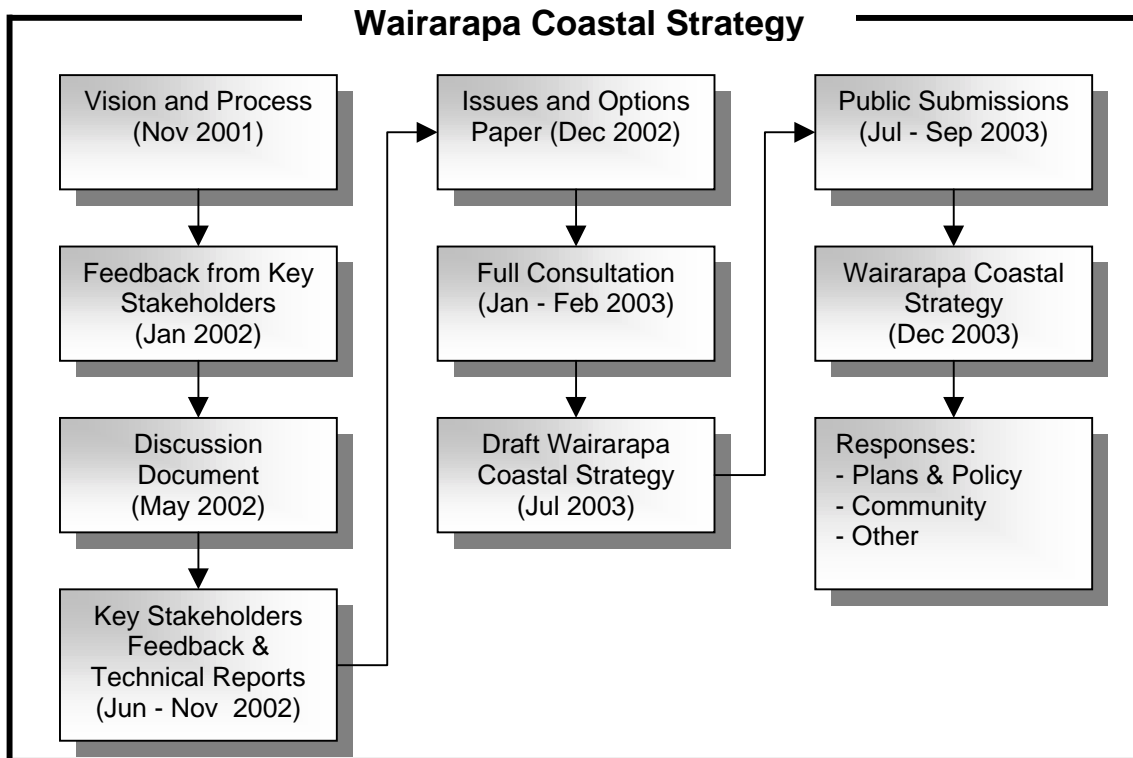 Wairarapa Coastal Strategy
Vision and Process
(Nov 2001)
Feedback from Key
Stakeholders
(Jan 2002)
Discussion
Document
(May 2002)
Key Stakeholders
Feedback &
Technical Reports
(Jun - Nov 2002)
Issues and Options
Paper (Dec 2002)
Full Consultation
(Jan - Feb 2003)
Draft Wairarapa
Coastal Strategy
(Jul 2003)
Public Submissions
(Jul - Sep 2003)
Wairarapa Coastal
Strategy
(Dec 2003)
Responses:
- Plans & Policy
- Community
- Other